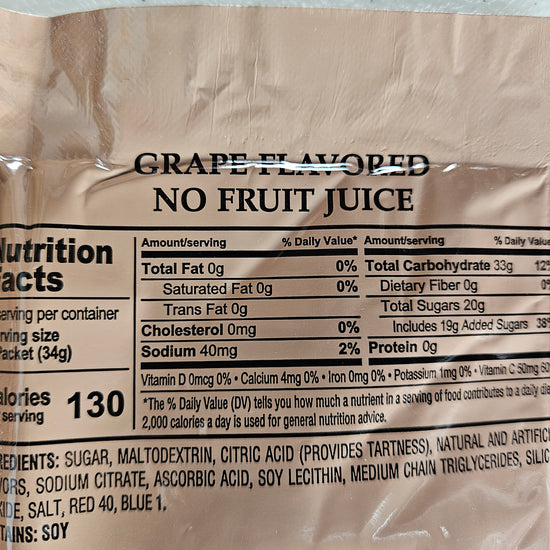 GRAPE FLAVORED
NO FRUIT JUICE
Nutrition
Facts
serving per container
rving size
Packet (34g)
alories
serving
130
Amount/serving % Daily Value*
Total Fat 0g 0%
Saturated Fat 0g 0%
Trans Fat 0g
Cholesterol 0mg 0%
Sodium 40mg 2%
Amount/serving % Daily Value
Total Carbohydrate 33g 12%
Dietary Fiber 0g 0%
Total Sugars 20g
Includes 19g Added Sugars 38%
Protein 0g
Vitamin D 0mcg 0% • Calcium 4mg 0% • Iron 0mg 0% • Potassium 1mg 0% • Vitamin C 50mg 60
*The % Daily Value (DV) tells you how much a nutrient in a serving of food contributes to a daily die
2,000 calories a day is used for general nutrition advice.
REDIENTS: SUGAR, MALTODEXTRIN, CITRIC ACID (PROVIDES TARTNESS), NATURAL AND ARTIFIC
VORS, SODIUM CITRATE, ASCORBIC ACID, SOY LECITHIN, MEDIUM CHAIN TRIGLYCERIDES, SILIC
XIDE, SALT, RED 40, BLUE 1.
TAINS: SOY